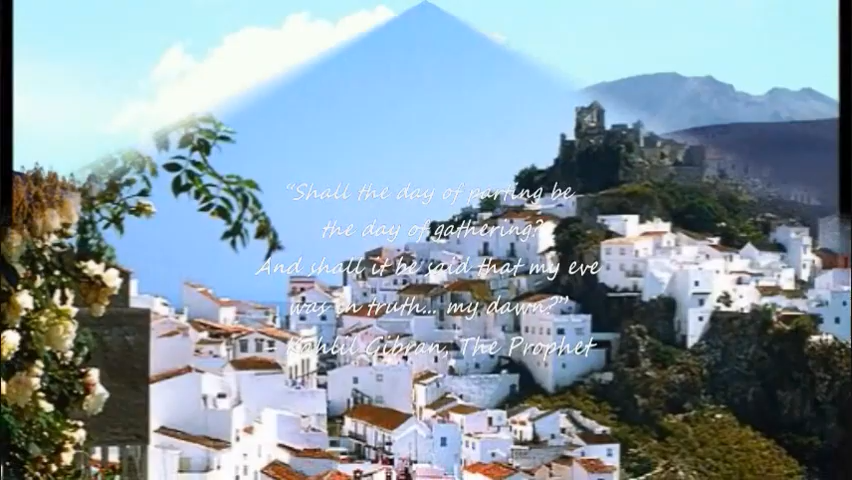 “Shall the day of parting be
the day of gathering?
And shall it be said that my eve
was in truth... my dawn?”
Kahlil Gibran, The Prophet